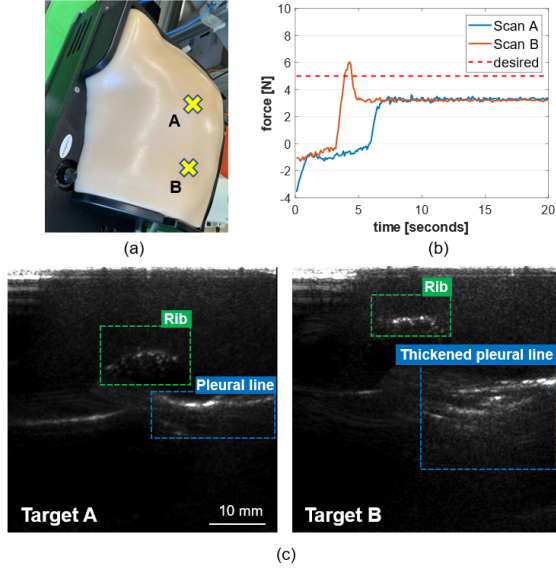 A
B
(a)
10
8
6
4
2
0
-2
-4
0
5
10
15
20
force [N]
time [seconds]
Scan A
Scan B
desired
(b)
Rib
Pleural line
Target A
10 mm
Rib
Thickened pleural line
Target B
(c)